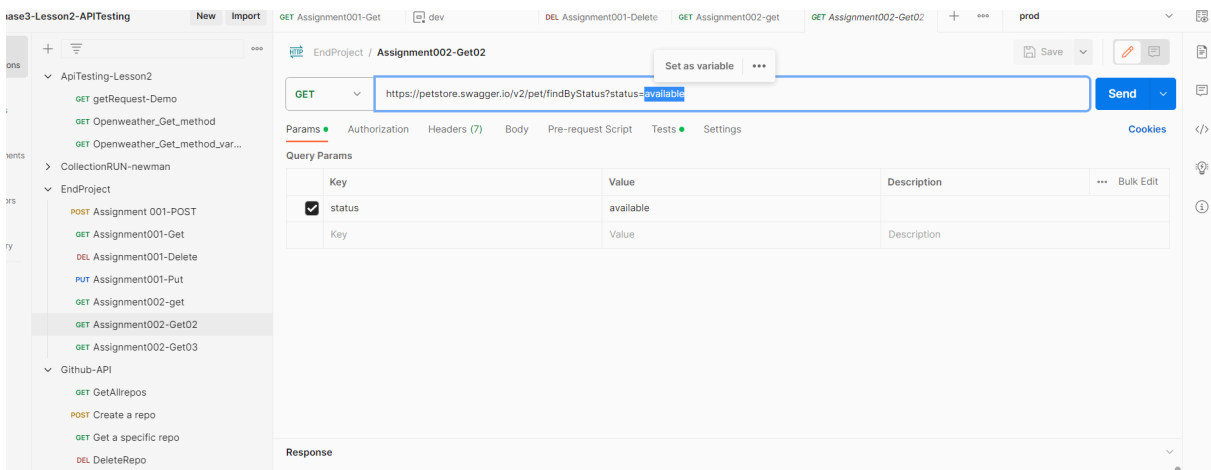 hase3-Lesson2-APITesting New Import GET Assignment001-Get dev DEL Assignment001-Delete GET Assignment002-get GET Assignment002-Get02 + ooo prod
ons
EndProject / Assignment002-Get02 Save
Set as variable
ApiTesting-Lesson2
GET getRequest-Demo
GET Openweather_Get_method
GET Openweather_Get_method_var...
CollectionRUN-newman
EndProject
POST Assignment 001-POST
GET Assignment001-Get
DEL Assignment001-Delete
PUT Assignment001-Put
GET Assignment002-get
GET Assignment002-Get02
GET Assignment002-Get03
Github-API
GET GetAllrepos
POST Create a repo
GET Get a specific repo
DEL DeleteRepo
GET https://petstore.swagger.io/v2/pet/findByStatus?status=available Send
Params Authorization Headers (7) Body Pre-request Script Tests Settings Cookies
Query Params
Key Value Description Bulk Edit
status available
Key Value Description
Response